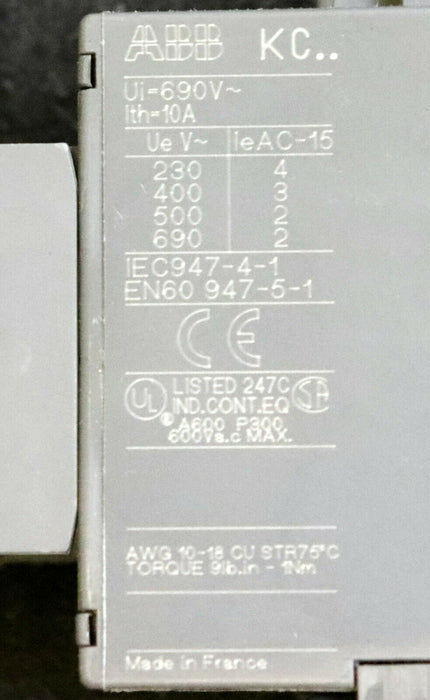 ABB KC..
Ui=690V~
Ith=10A
Ue V~ IeAC-15
230 4
400 3
500 2
690 2
IEC947-4-1
EN60 947-5-1
CE
UL LISTED 247C SA
IND.CONT.EQ
® A600 P300
600Va.c MAX.
AWG 10-18 CU STR75°C
TORQUE 9lb.in - 1Nm
Made in France